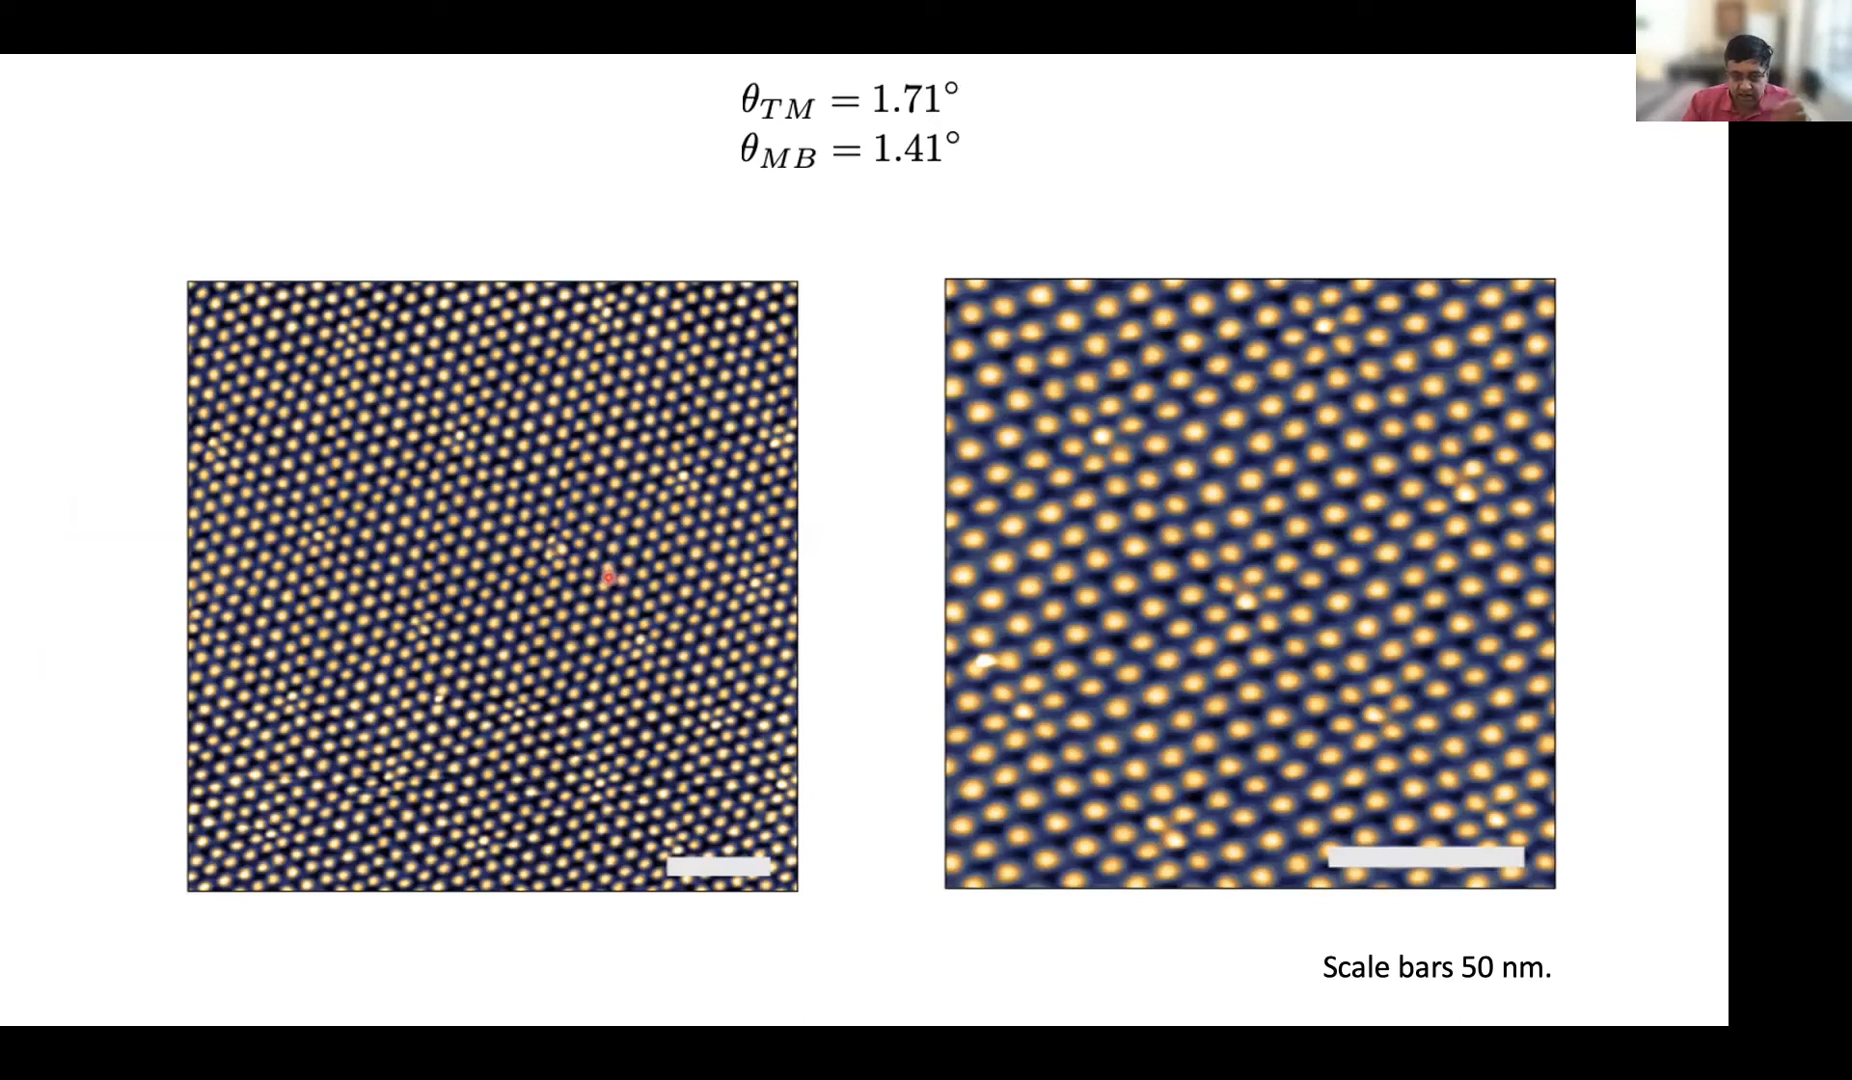 θ_TM = 1.71°
θ_MB = 1.41°
Scale bars 50 nm.